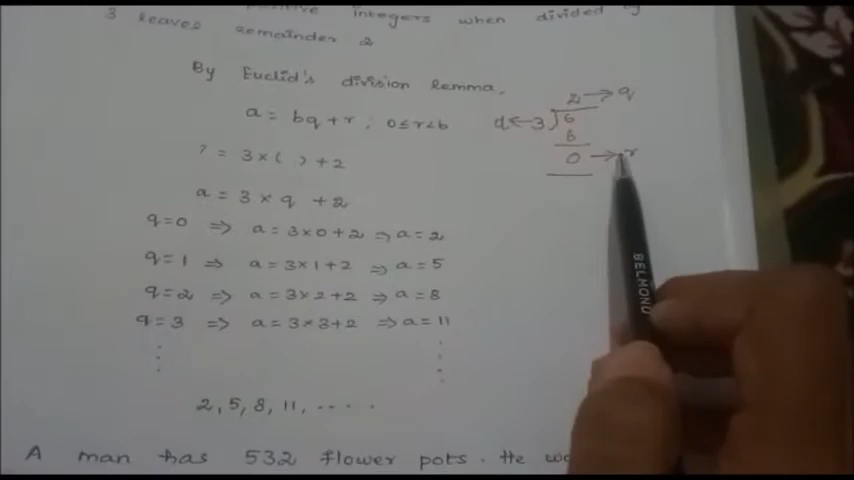 integers when divided by
3 leaves remainder 2
By Euclid's division lemma,
a = bq + r ; 0 ≤ r < b
? = 3 × ( ) + 2
a = 3 × q + 2
q=0 ⇒ a = 3×0+2 ⇒ a = 2
q=1 ⇒ a = 3×1+2 ⇒ a = 5
q=2 ⇒ a = 3×2+2 ⇒ a = 8
q=3 ⇒ a = 3×3+2 ⇒ a = 11
2, 5, 8, 11, .....
A man has 532 flower pots. He
2 → q
d ← 3 ) 6
6
0 → r
BELMONT